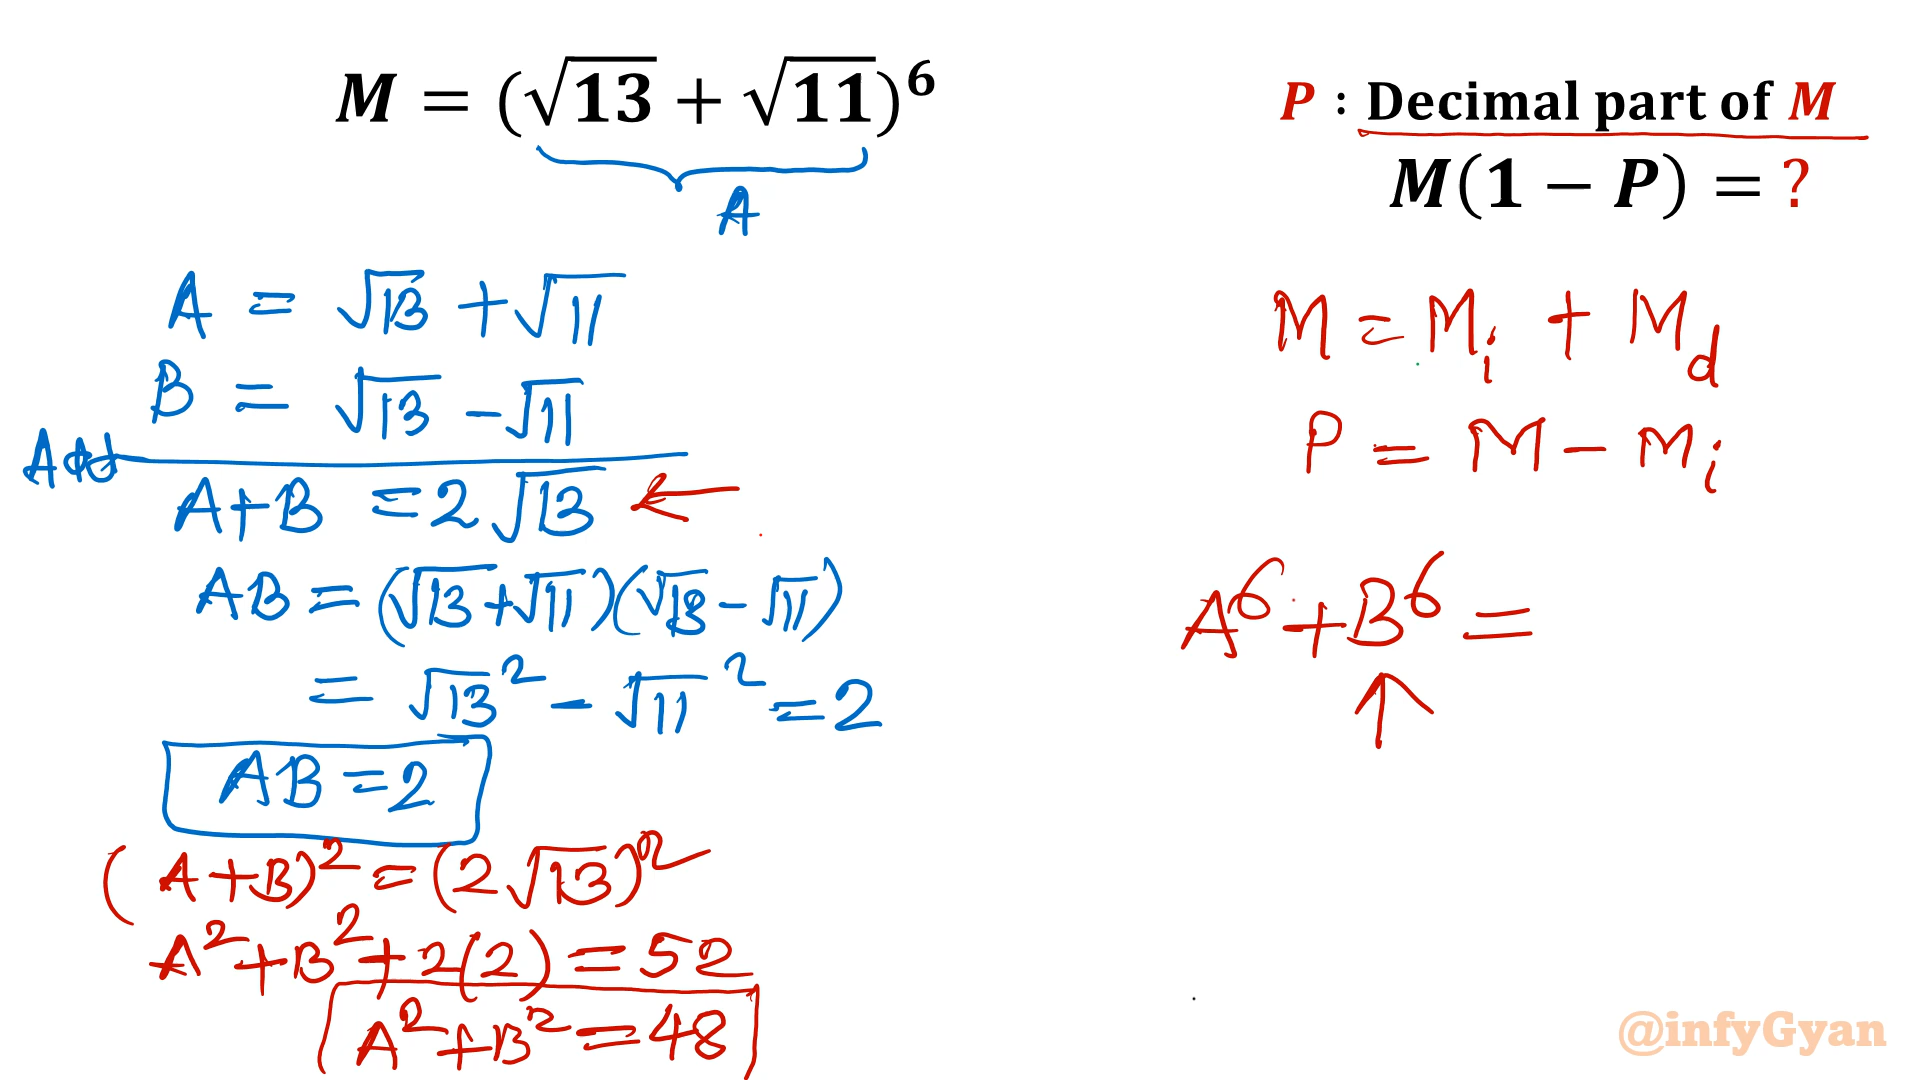 M = (√13 + √11)⁶
A
P : Decimal part of M
M(1 − P) = ?
A = √13 + √11
B = √13 − √11
Add
A+B = 2√13 ←
AB = (√13+√11)(√13−√11)
= √13² − √11² = 2
AB = 2
(A+B)² = (2√13)²
A²+B²+2(2) = 52
A²+B² = 48
M = Mᵢ + M_d
P = M − Mᵢ
A⁶+B⁶ =
↑
@infyGyan